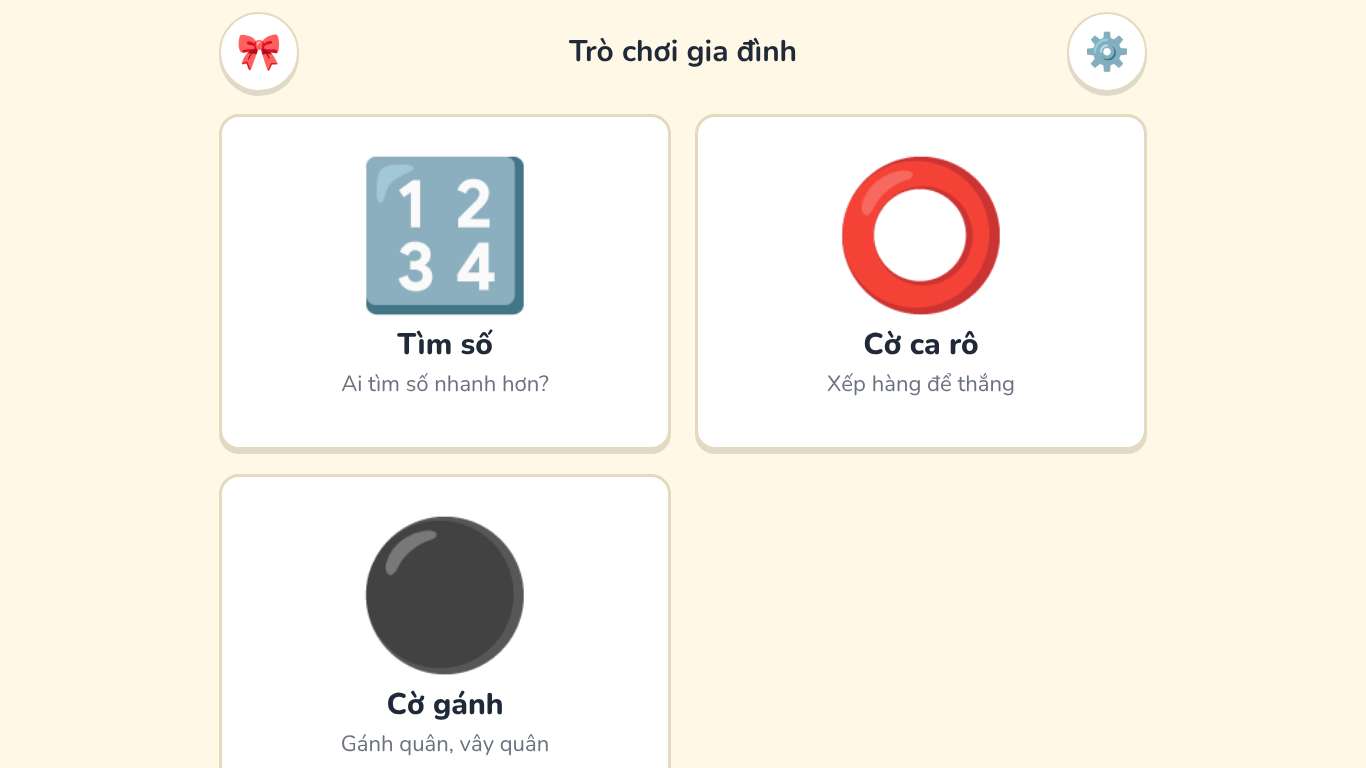 Trò chơi gia đình
1 2
3 4
Tìm số
Ai tìm số nhanh hơn?
Cờ ca rô
Xếp hàng để thắng
Cờ gánh
Gánh quân, vây quân